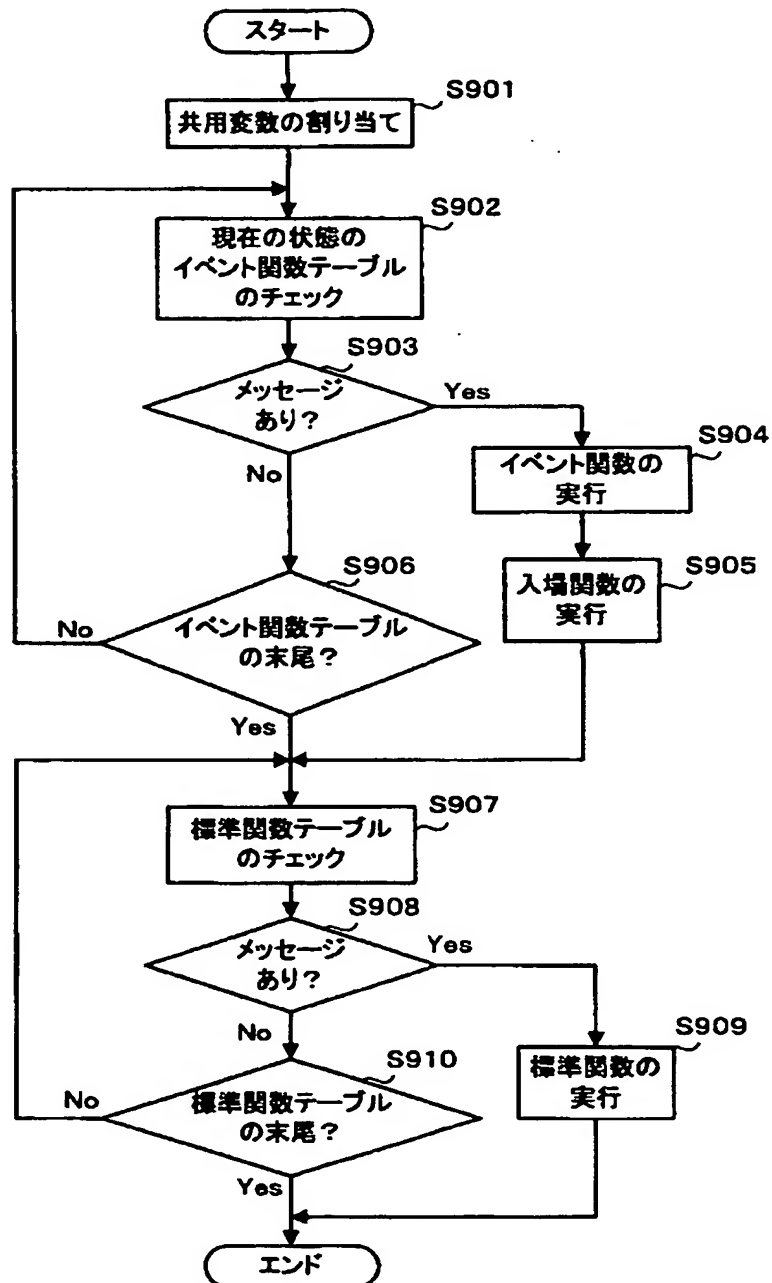 スタート
S901
共用変数の割り当て
S902
現在の状態の
イベント関数テーブル
のチェック
S903
メッセージ
あり？
Yes
No
S904
イベント関数の
実行
S905
入場関数の
実行
S906
イベント関数テーブル
の末尾？
No
Yes
S907
標準関数テーブル
のチェック
S908
メッセージ
あり？
Yes
No
S909
標準関数の
実行
S910
標準関数テーブル
の末尾？
No
Yes
エンド